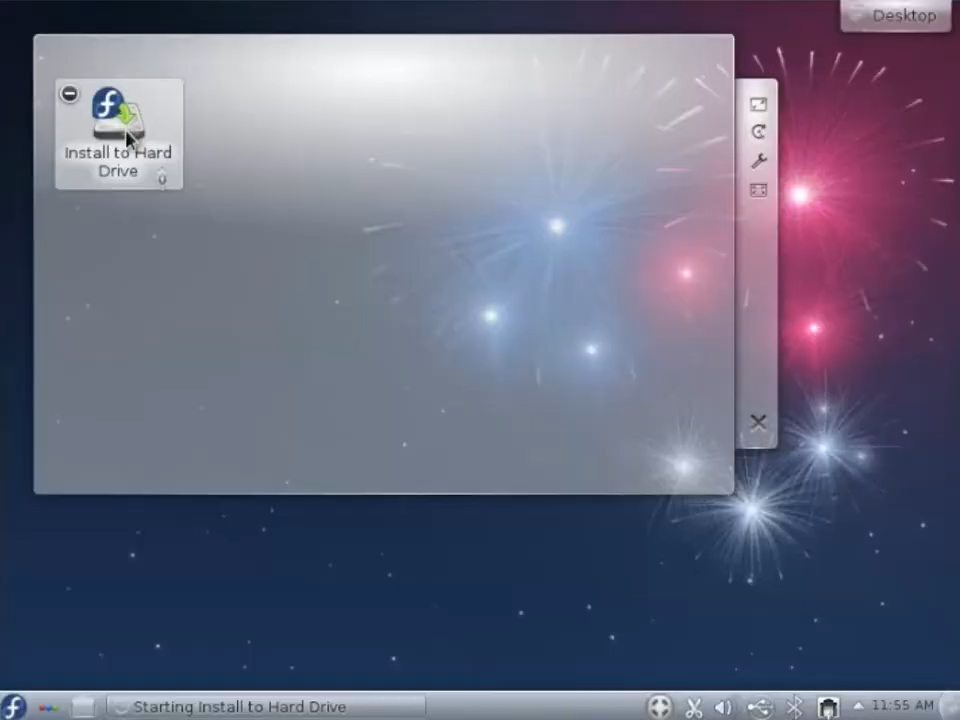 Desktop
Install to Hard
Drive
Starting Install to Hard Drive
11:55 AM